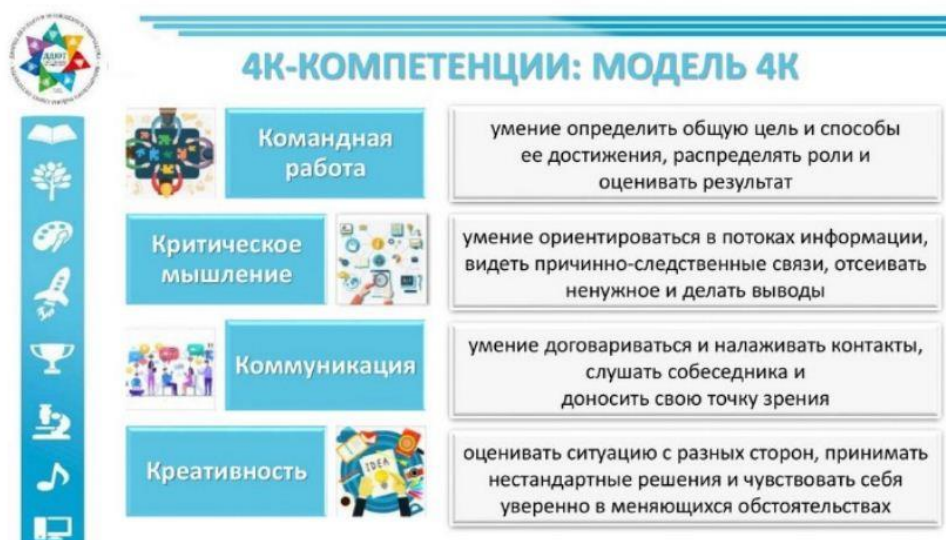 4К-КОМПЕТЕНЦИИ: МОДЕЛЬ 4К
Командная
работа
умение определить общую цель и способы
ее достижения, распределять роли и
оценивать результат
Критическое
мышление
умение ориентироваться в потоках информации,
видеть причинно-следственные связи, отсеивать
ненужное и делать выводы
Коммуникация
умение договариваться и налаживать контакты,
слушать собеседника и
доносить свою точку зрения
Креативность
IDEA
оценивать ситуацию с разных сторон, принимать
нестандартные решения и чувствовать себя
уверенно в меняющихся обстоятельствах